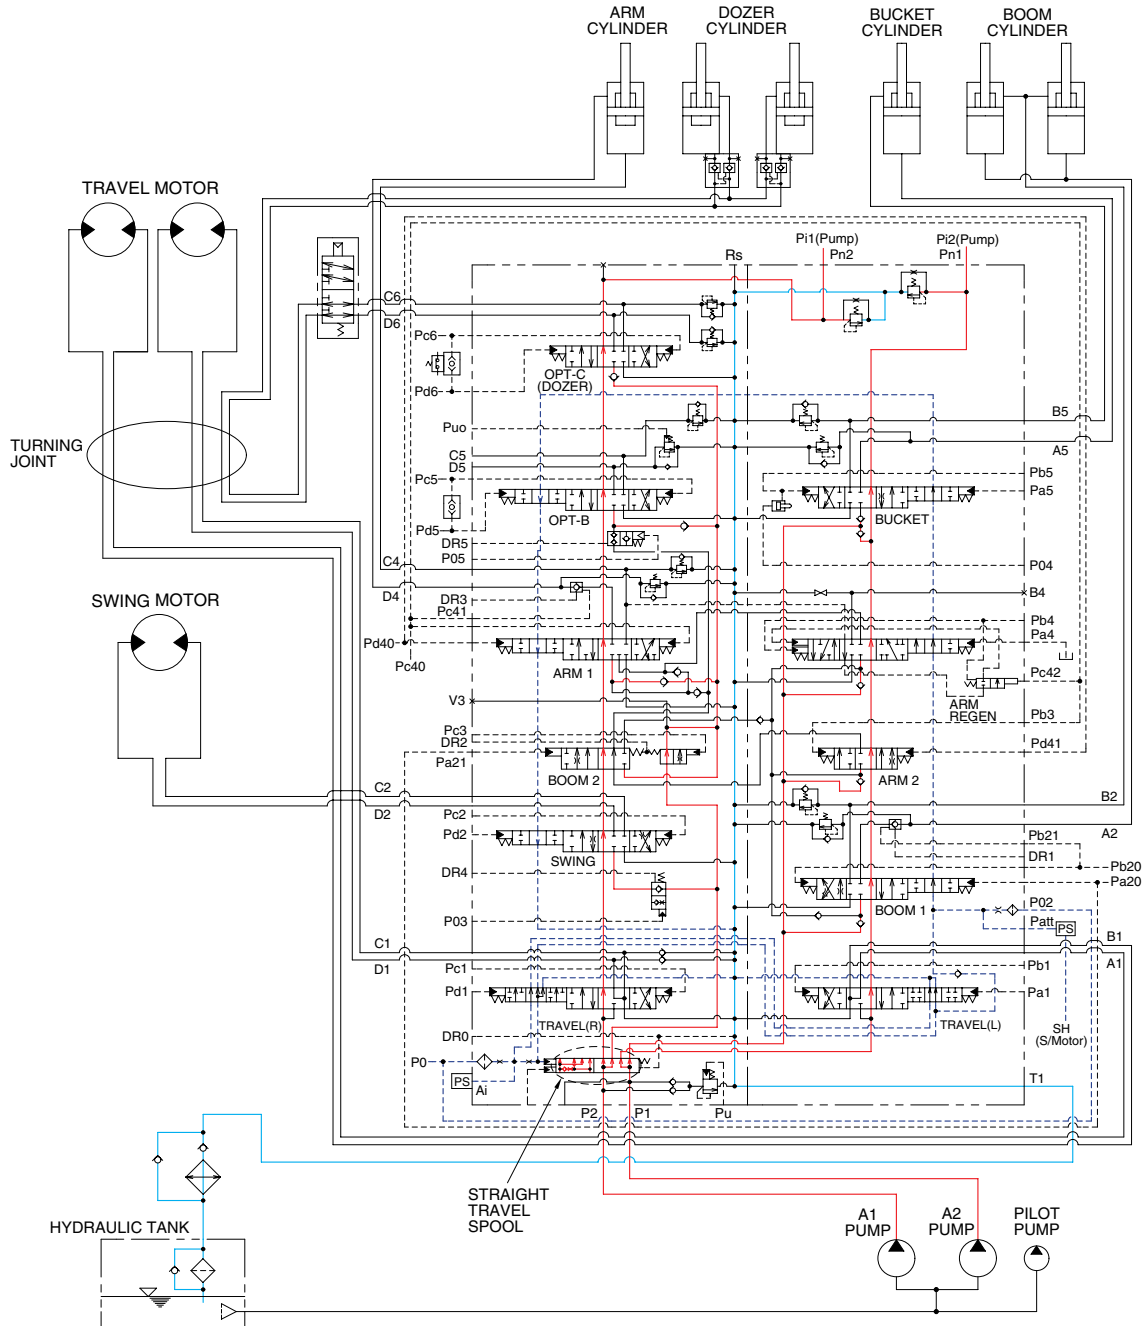 ARM
CYLINDER
DOZER
CYLINDER
BUCKET
CYLINDER
BOOM
CYLINDER
TRAVEL MOTOR
TURNING
JOINT
SWING MOTOR
Rs
Pi1(Pump)
Pn2
Pi2(Pump)
Pn1
C6
D6
Pc6
Pd6
OPT-C
(DOZER)
Puo
C5
D5
Pc5
Pd5
OPT-B
DR5
P05
C4
D4
DR3
Pc41
Pd40
Pc40
ARM 1
V3
Pc3
DR2
Pa21
BOOM 2
C2
D2
Pc2
Pd2
SWING
DR4
P03
C1
D1
Pc1
Pd1
TRAVEL(R)
DR0
P0
PS
Ai
P2
P1
Pu
B5
A5
Pb5
Pa5
BUCKET
P04
B4
Pb4
Pa4
Pc42
ARM
REGEN
Pb3
Pd41
ARM 2
B2
A2
Pb21
DR1
Pb20
Pa20
BOOM 1
P02
Patt
PS
B1
A1
Pb1
Pa1
TRAVEL(L)
SH
(S/Motor)
T1
STRAIGHT
TRAVEL
SPOOL
HYDRAULIC TANK
A1
PUMP
A2
PUMP
PILOT
PUMP